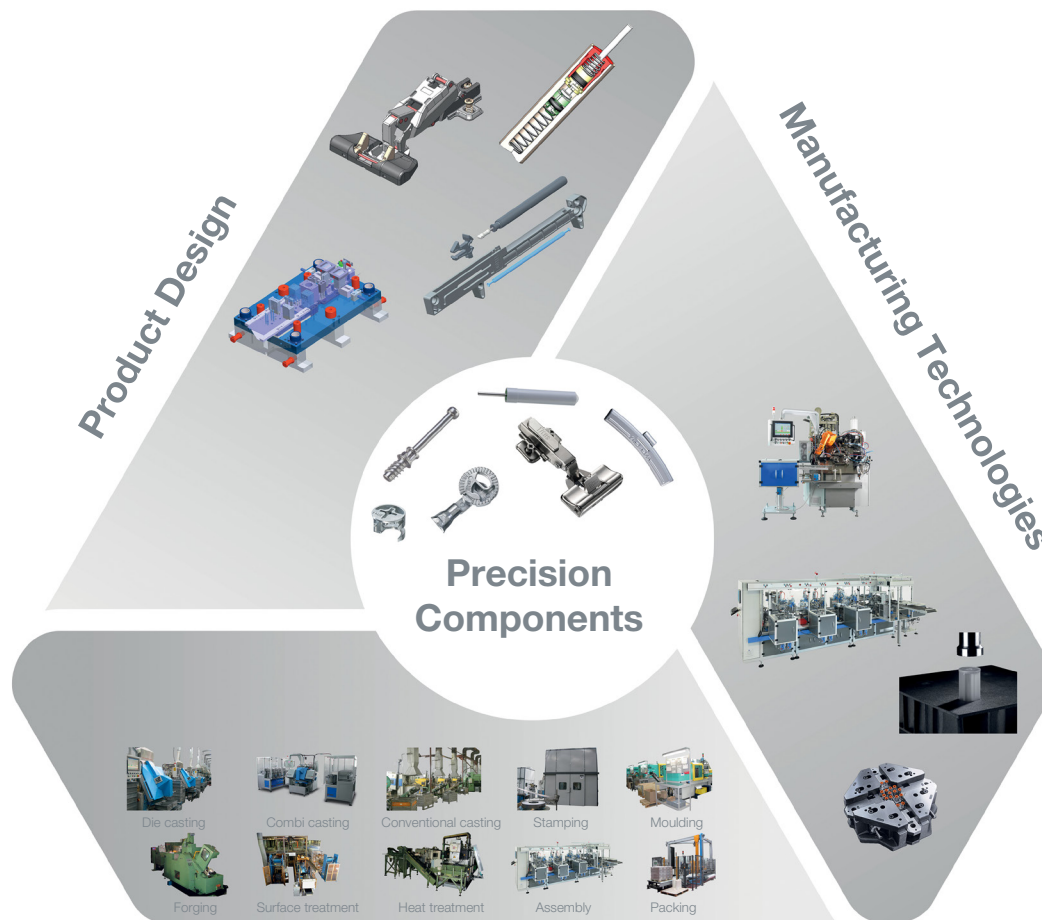 Product Design
Manufacturing Technologies
Precision
Components
Die casting
Combi casting
Conventional casting
Stamping
Moulding
Forging
Surface treatment
Heat treatment
Assembly
Packing